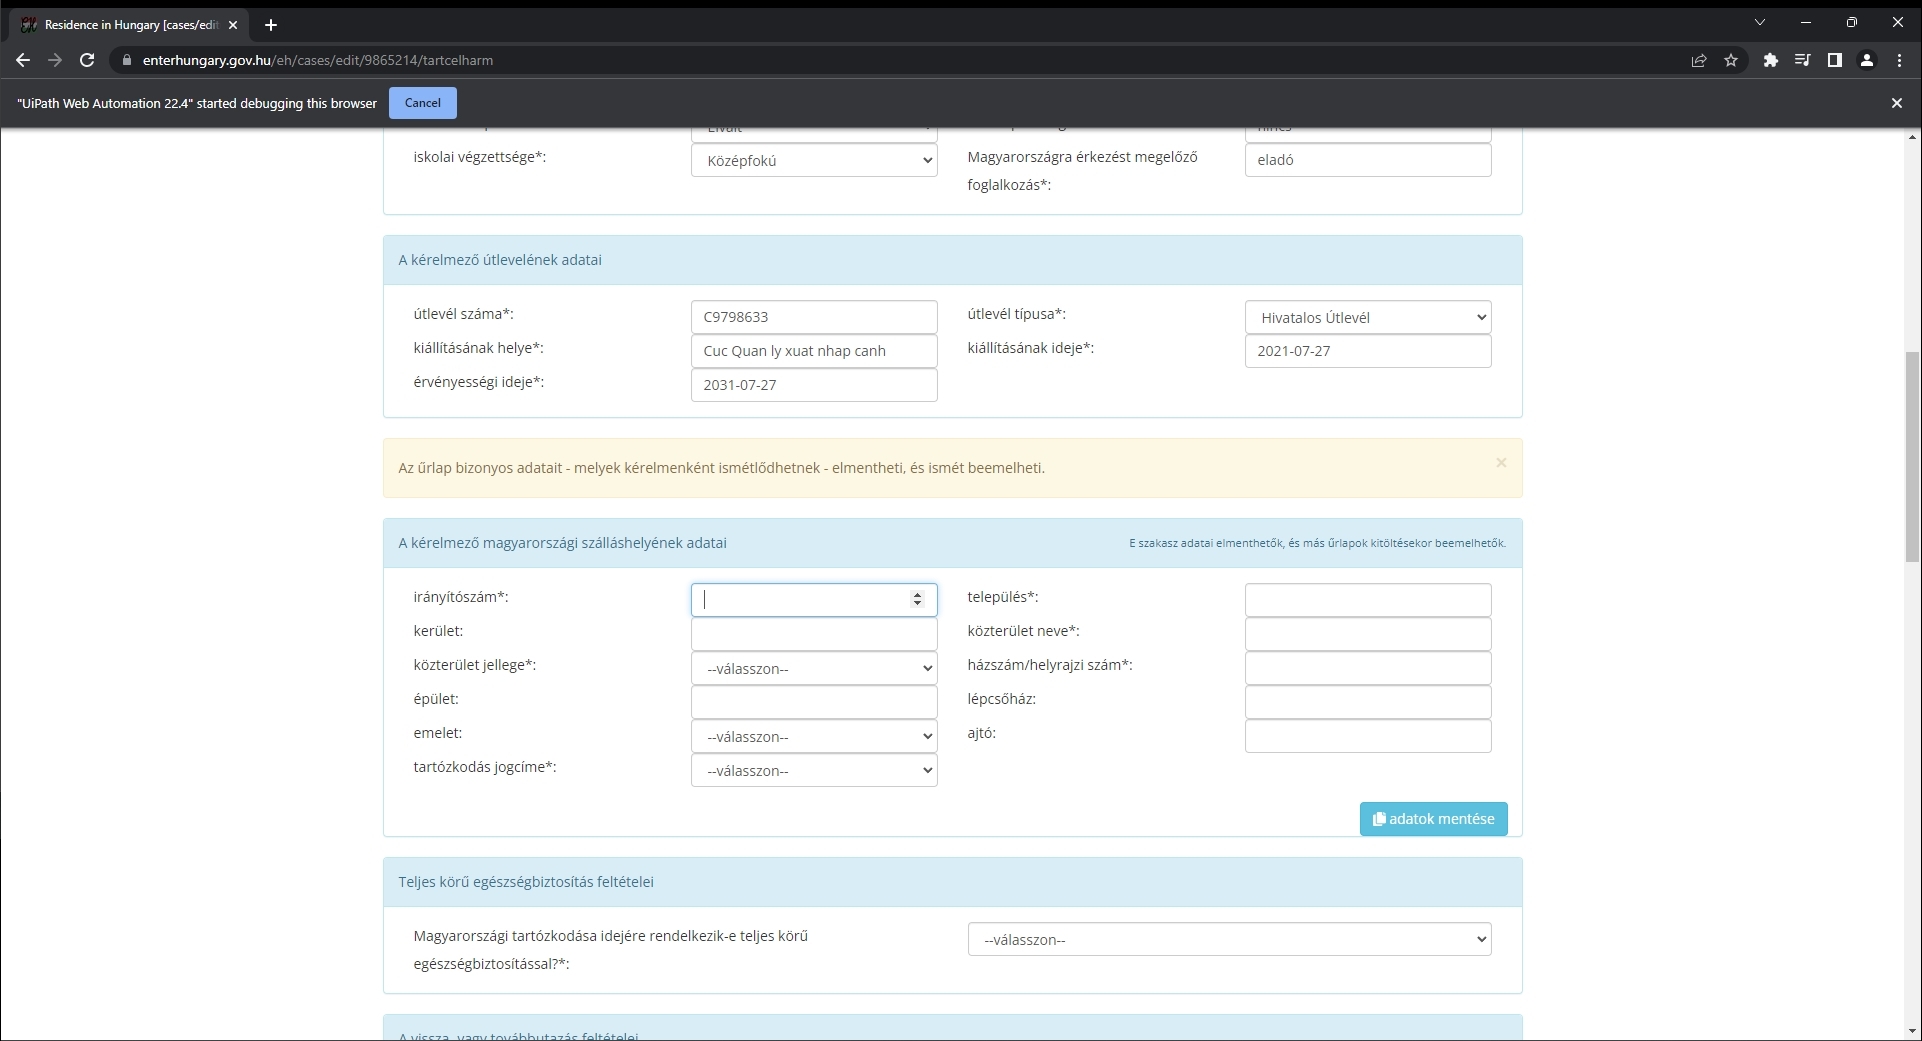 Residence in Hungary [cases/edit
enterhungary.gov.hu/eh/cases/edit/9865214/tartcelharm
"UiPath Web Automation 22.4" started debugging this browser Cancel
iskolai végzettsége*: Középfokú Magyarországra érkezést megelőző foglalkozás*: eladó
A kérelmező útlevelének adatai
útlevél száma*: C9798633 útlevél típusa*: Hivatalos Útlevél
kiállításának helye*: Cuc Quan ly xuat nhap canh kiállításának ideje*: 2021-07-27
érvényességi ideje*: 2031-07-27
Az űrlap bizonyos adatait - melyek kérelmenként ismétlődhetnek - elmentheti, és ismét beemelheti.
A kérelmező magyarországi szálláshelyének adatai E szakasz adatai elmenthetők, és más űrlapok kitöltésekor beemelhetők.
irányítószám*: település*:
kerület: közterület neve*:
közterület jellege*: --válasszon-- házszám/helyrajzi szám*:
épület: lépcsőház:
emelet: --válasszon-- ajtó:
tartózkodás jogcíme*: --válasszon--
adatok mentése
Teljes körű egészségbiztosítás feltételei
Magyarországi tartózkodása idejére rendelkezik-e teljes körű --válasszon--
egészségbiztosítással?*:
A vissza- vagy továbbutazás feltételei